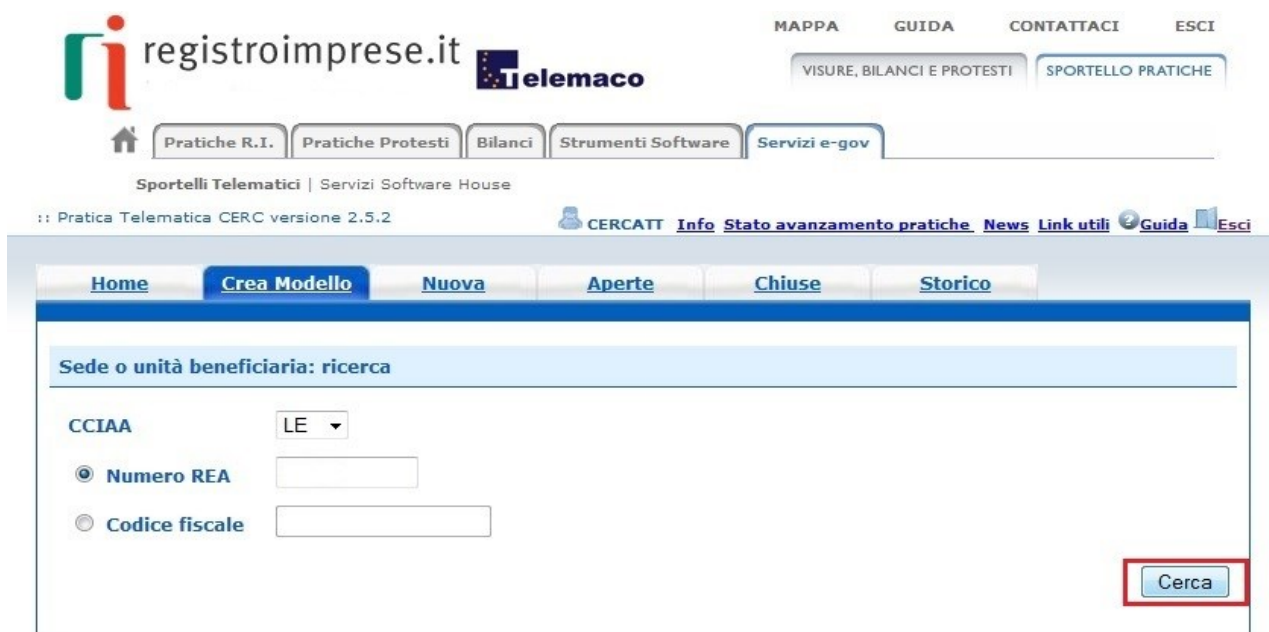 MAPPA GUIDA CONTATTACI ESCI
registroimprese.it Telemaco
VISURE, BILANCI E PROTESTI SPORTELLO PRATICHE
Pratiche R.I. Pratiche Protesti Bilanci Strumenti Software Servizi e-gov
Sportelli Telematici | Servizi Software House
:: Pratica Telematica CERC versione 2.5.2 CERCATT Info Stato avanzamento pratiche News Link utili Guida Esci
Home Crea Modello Nuova Aperte Chiuse Storico
Sede o unità beneficiaria: ricerca
CCIAA LE
Numero REA
Codice fiscale
Cerca